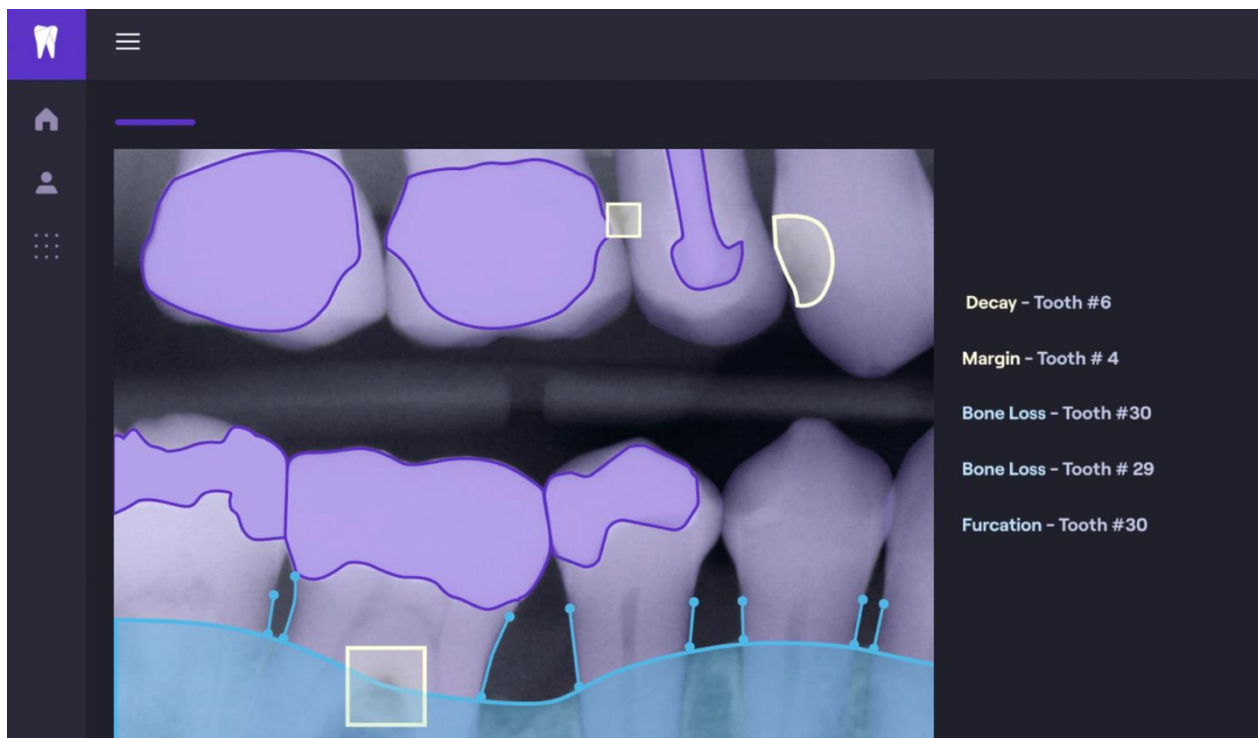 Decay - Tooth #6
Margin - Tooth # 4
Bone Loss - Tooth #30
Bone Loss - Tooth # 29
Furcation - Tooth #30